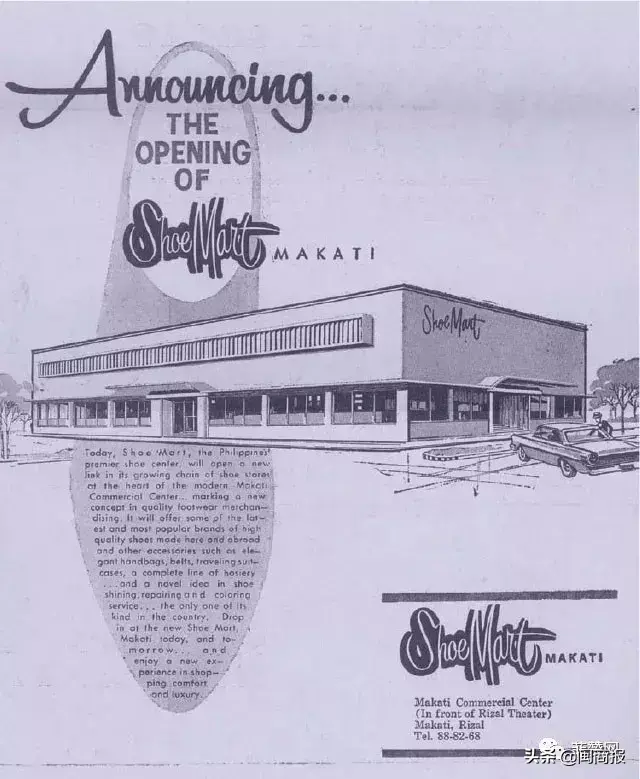 Announcing...
THE
OPENING
OF
ShoeMart MAKATI
ShoeMart
Today, Shoe Mart, the Philippines'
premier shoe center, will open a new
link in its growing chain of shoe stores
at the heart of the modern Makati
Commercial Center... marking a new
concept in quality footwear merchan-
dising. It will offer some of the lat-
est and most popular brands of high
quality shoes made here and abroad
and other accessories such as ele-
gant handbags, belts, traveling suit-
cases, a complete line of hosiery
...and a novel idea in shoe
shining, repairing and coloring
service... the only one of its
kind in the country. Drop
in at the new Shoe Mart,
Makati today, and to-
morrow... and
enjoy a new ex-
perience in shop-
ping comfort
and luxury.
ShoeMart MAKATI
Makati Commercial Center
(In front of Rizal Theater)
Makati, Rizal
Tel. 88-82-68
菲赞网
头条@闽商报